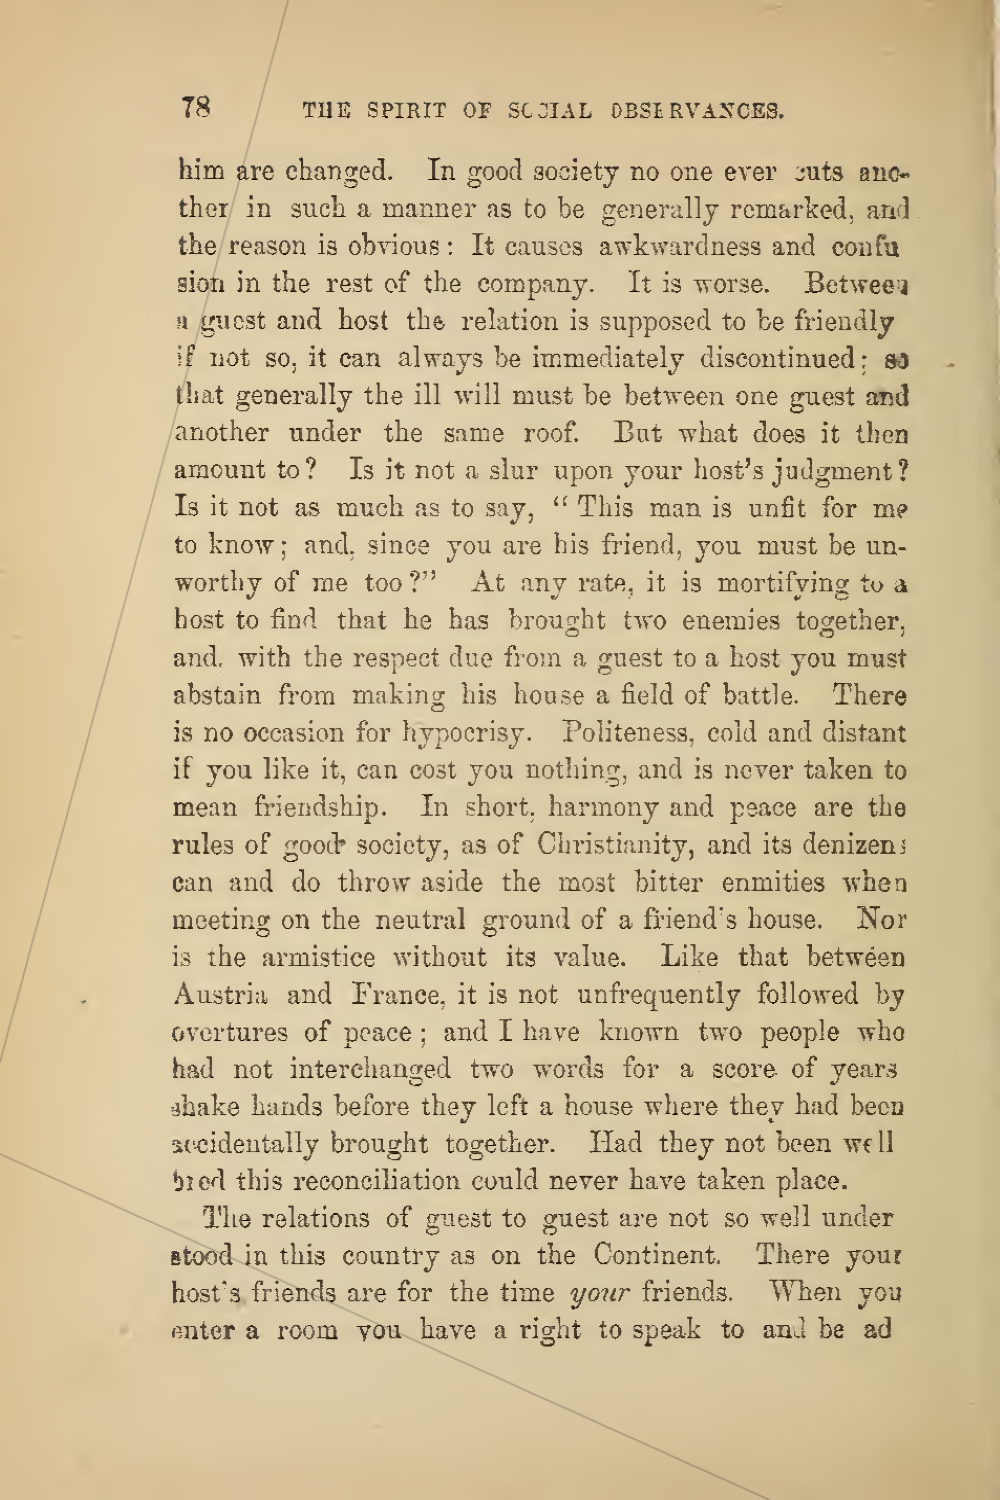 78 THE SPIRIT OF SOCIAL OBSERVANCES.
him are changed. In good society no one ever cuts ano-
ther in such a manner as to be generally remarked, and
the reason is obvious: It causes awkwardness and confu
sion in the rest of the company. It is worse. Between
a guest and host the relation is supposed to be friendly
if not so, it can always be immediately discontinued; so
that generally the ill will must be between one guest and
another under the same roof. But what does it then
amount to? Is it not a slur upon your host's judgment?
Is it not as much as to say, "This man is unfit for me
to know; and, since you are his friend, you must be un-
worthy of me too?" At any rate, it is mortifying to a
host to find that he has brought two enemies together,
and, with the respect due from a guest to a host you must
abstain from making his house a field of battle. There
is no occasion for hypocrisy. Politeness, cold and distant
if you like it, can cost you nothing, and is never taken to
mean friendship. In short, harmony and peace are the
rules of good society, as of Christianity, and its denizens
can and do throw aside the most bitter enmities when
meeting on the neutral ground of a friend's house. Nor
is the armistice without its value. Like that between
Austria and France, it is not unfrequently followed by
overtures of peace; and I have known two people who
had not interchanged two words for a score of years
shake hands before they left a house where they had been
accidentally brought together. Had they not been well
bred this reconciliation could never have taken place.
The relations of guest to guest are not so well under
stood in this country as on the Continent. There your
host's friends are for the time your friends. When you
enter a room you have a right to speak to and be ad